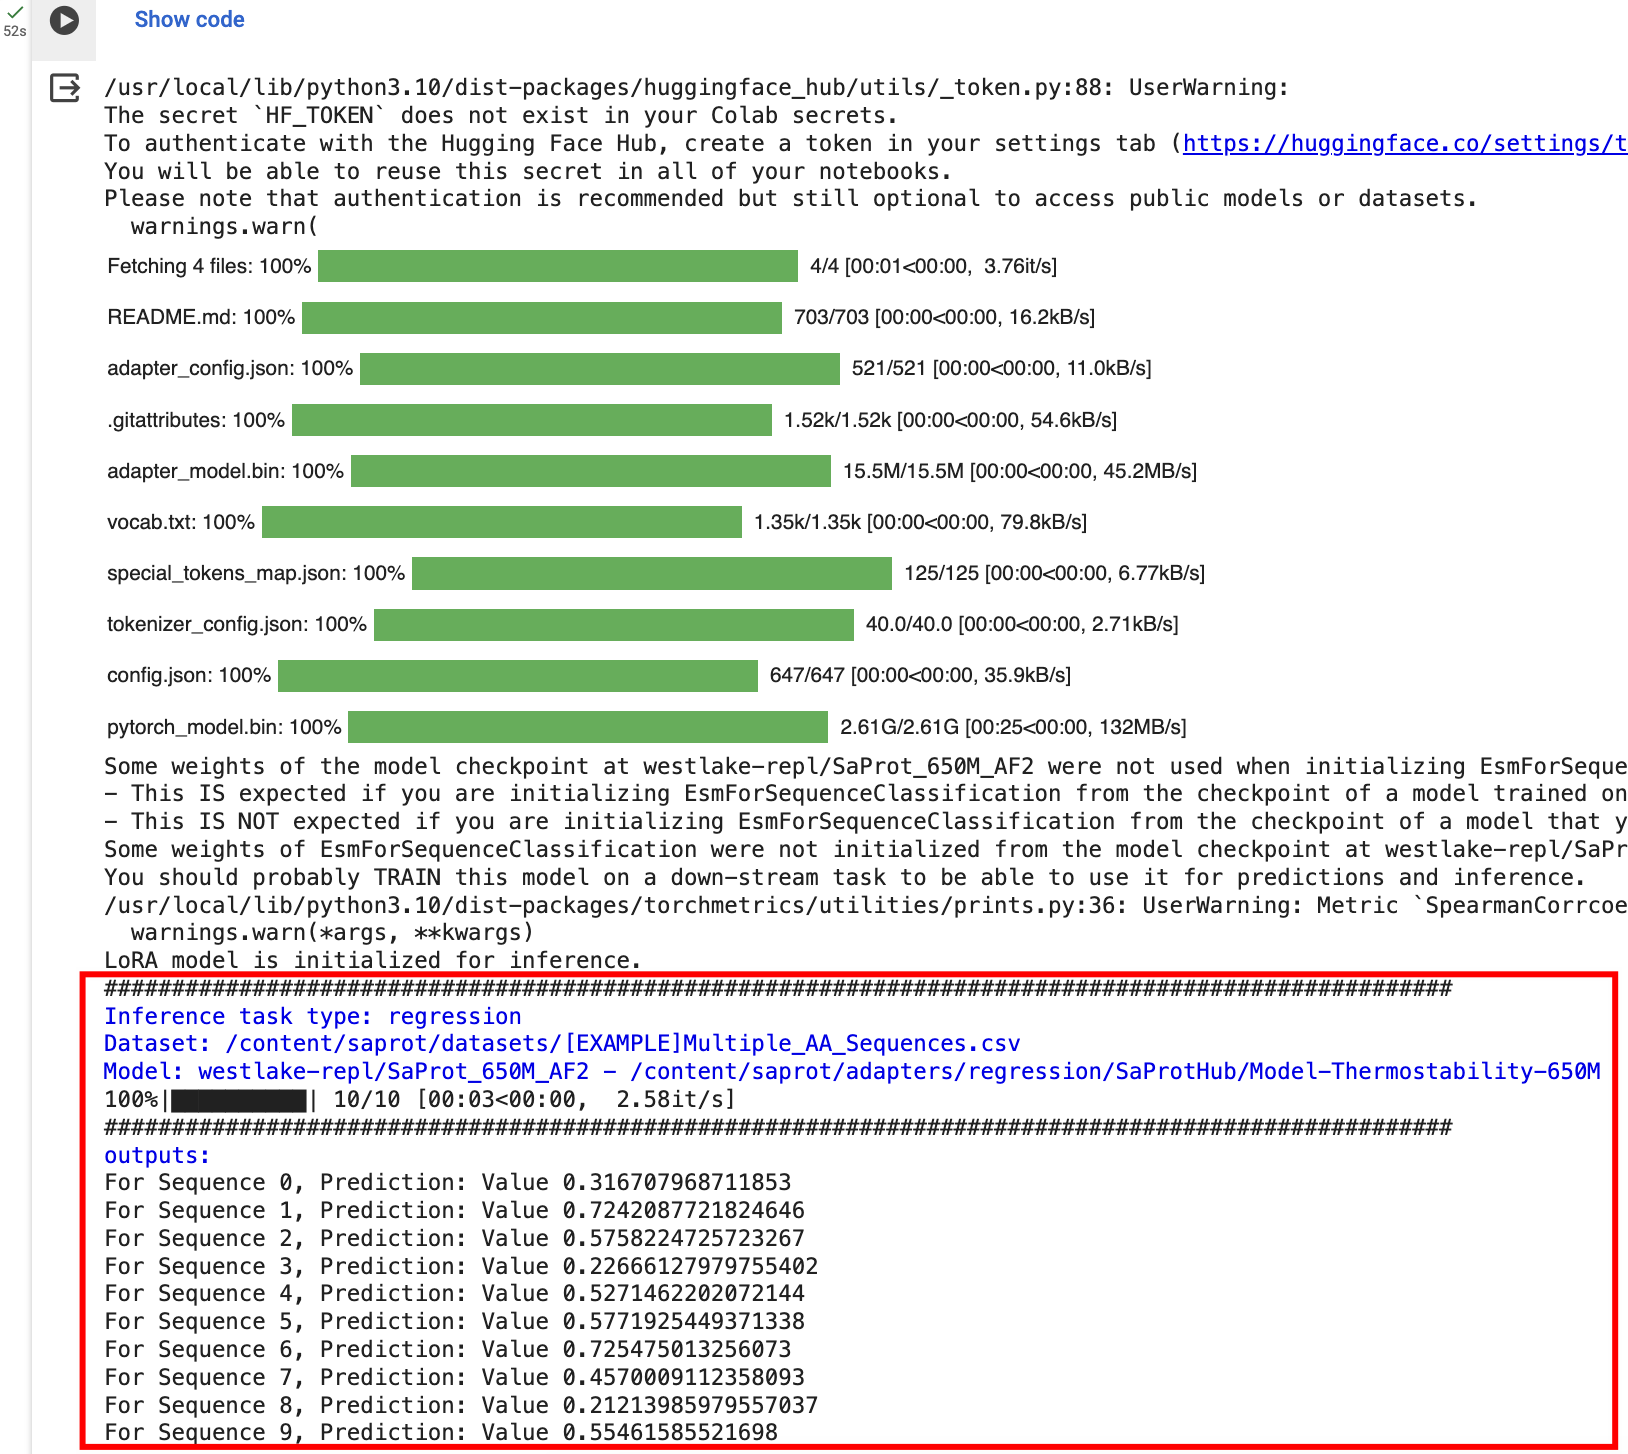 52s
Show code
/usr/local/lib/python3.10/dist-packages/huggingface_hub/utils/_token.py:88: UserWarning:
The secret `HF_TOKEN` does not exist in your Colab secrets.
To authenticate with the Hugging Face Hub, create a token in your settings tab (https://huggingface.co/settings/t
You will be able to reuse this secret in all of your notebooks.
Please note that authentication is recommended but still optional to access public models or datasets.
  warnings.warn(
Fetching 4 files: 100% 4/4 [00:01<00:00, 3.76it/s]
README.md: 100% 703/703 [00:00<00:00, 16.2kB/s]
adapter_config.json: 100% 521/521 [00:00<00:00, 11.0kB/s]
.gitattributes: 100% 1.52k/1.52k [00:00<00:00, 54.6kB/s]
adapter_model.bin: 100% 15.5M/15.5M [00:00<00:00, 45.2MB/s]
vocab.txt: 100% 1.35k/1.35k [00:00<00:00, 79.8kB/s]
special_tokens_map.json: 100% 125/125 [00:00<00:00, 6.77kB/s]
tokenizer_config.json: 100% 40.0/40.0 [00:00<00:00, 2.71kB/s]
config.json: 100% 647/647 [00:00<00:00, 35.9kB/s]
pytorch_model.bin: 100% 2.61G/2.61G [00:25<00:00, 132MB/s]
Some weights of the model checkpoint at westlake-repl/SaProt_650M_AF2 were not used when initializing EsmForSeque
- This IS expected if you are initializing EsmForSequenceClassification from the checkpoint of a model trained on
- This IS NOT expected if you are initializing EsmForSequenceClassification from the checkpoint of a model that y
Some weights of EsmForSequenceClassification were not initialized from the model checkpoint at westlake-repl/SaPr
You should probably TRAIN this model on a down-stream task to be able to use it for predictions and inference.
/usr/local/lib/python3.10/dist-packages/torchmetrics/utilities/prints.py:36: UserWarning: Metric `SpearmanCorrcoe
  warnings.warn(*args, **kwargs)
LoRA model is initialized for inference.
####################################################################################################
Inference task type: regression
Dataset: /content/saprot/datasets/[EXAMPLE]Multiple_AA_Sequences.csv
Model: westlake-repl/SaProt_650M_AF2 - /content/saprot/adapters/regression/SaProtHub/Model-Thermostability-650M
100%|██████████| 10/10 [00:03<00:00,  2.58it/s]
####################################################################################################
outputs:
For Sequence 0, Prediction: Value 0.316707968711853
For Sequence 1, Prediction: Value 0.7242087721824646
For Sequence 2, Prediction: Value 0.5758224725723267
For Sequence 3, Prediction: Value 0.22666127979755402
For Sequence 4, Prediction: Value 0.5271462202072144
For Sequence 5, Prediction: Value 0.5771925449371338
For Sequence 6, Prediction: Value 0.725475013256073
For Sequence 7, Prediction: Value 0.4570009112358093
For Sequence 8, Prediction: Value 0.21213985979557037
For Sequence 9, Prediction: Value 0.55461585521698